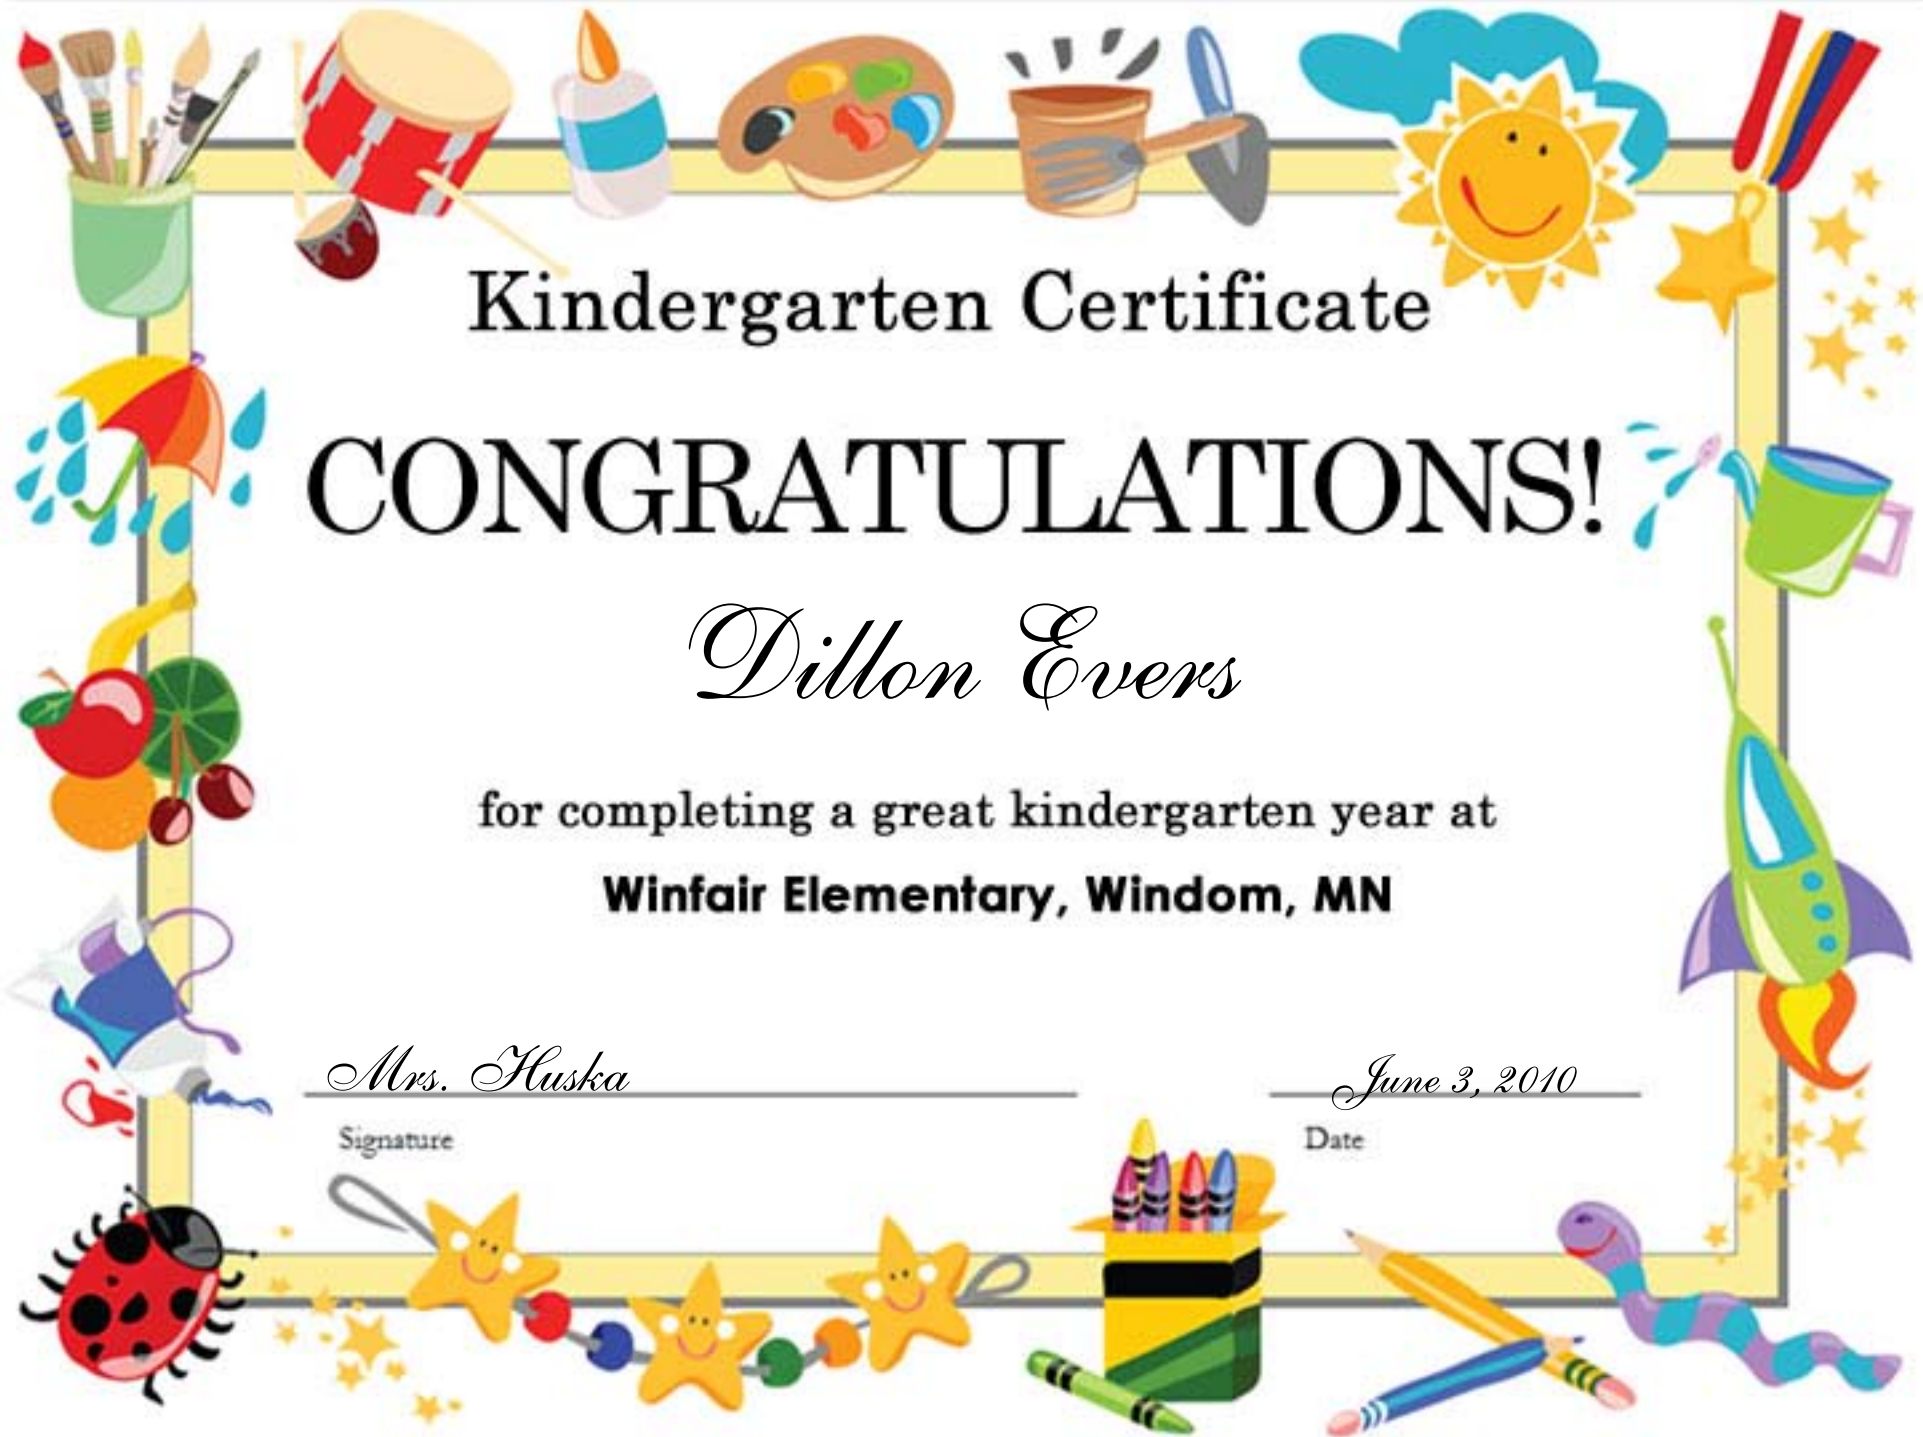 Kindergarten Certificate
CONGRATULATIONS!
Dillon Evers
for completing a great kindergarten year at
Winfair Elementary, Windom, MN
Mrs. Huska June 3, 2010
Signature Date